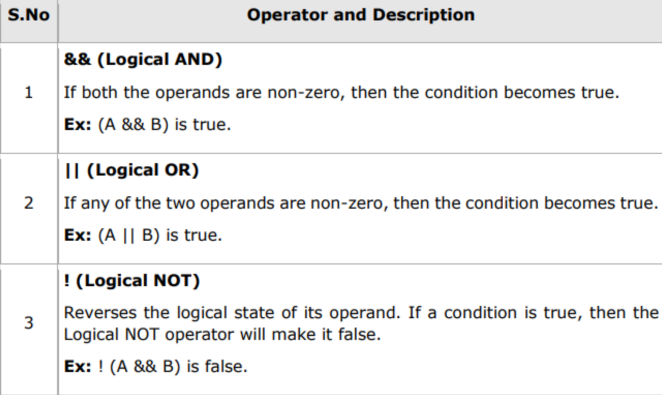 S.No Operator and Description
&& (Logical AND)
1 If both the operands are non-zero, then the condition becomes true.
Ex: (A && B) is true.
|| (Logical OR)
2 If any of the two operands are non-zero, then the condition becomes true.
Ex: (A || B) is true.
! (Logical NOT)
3 Reverses the logical state of its operand. If a condition is true, then the
Logical NOT operator will make it false.
Ex: ! (A && B) is false.